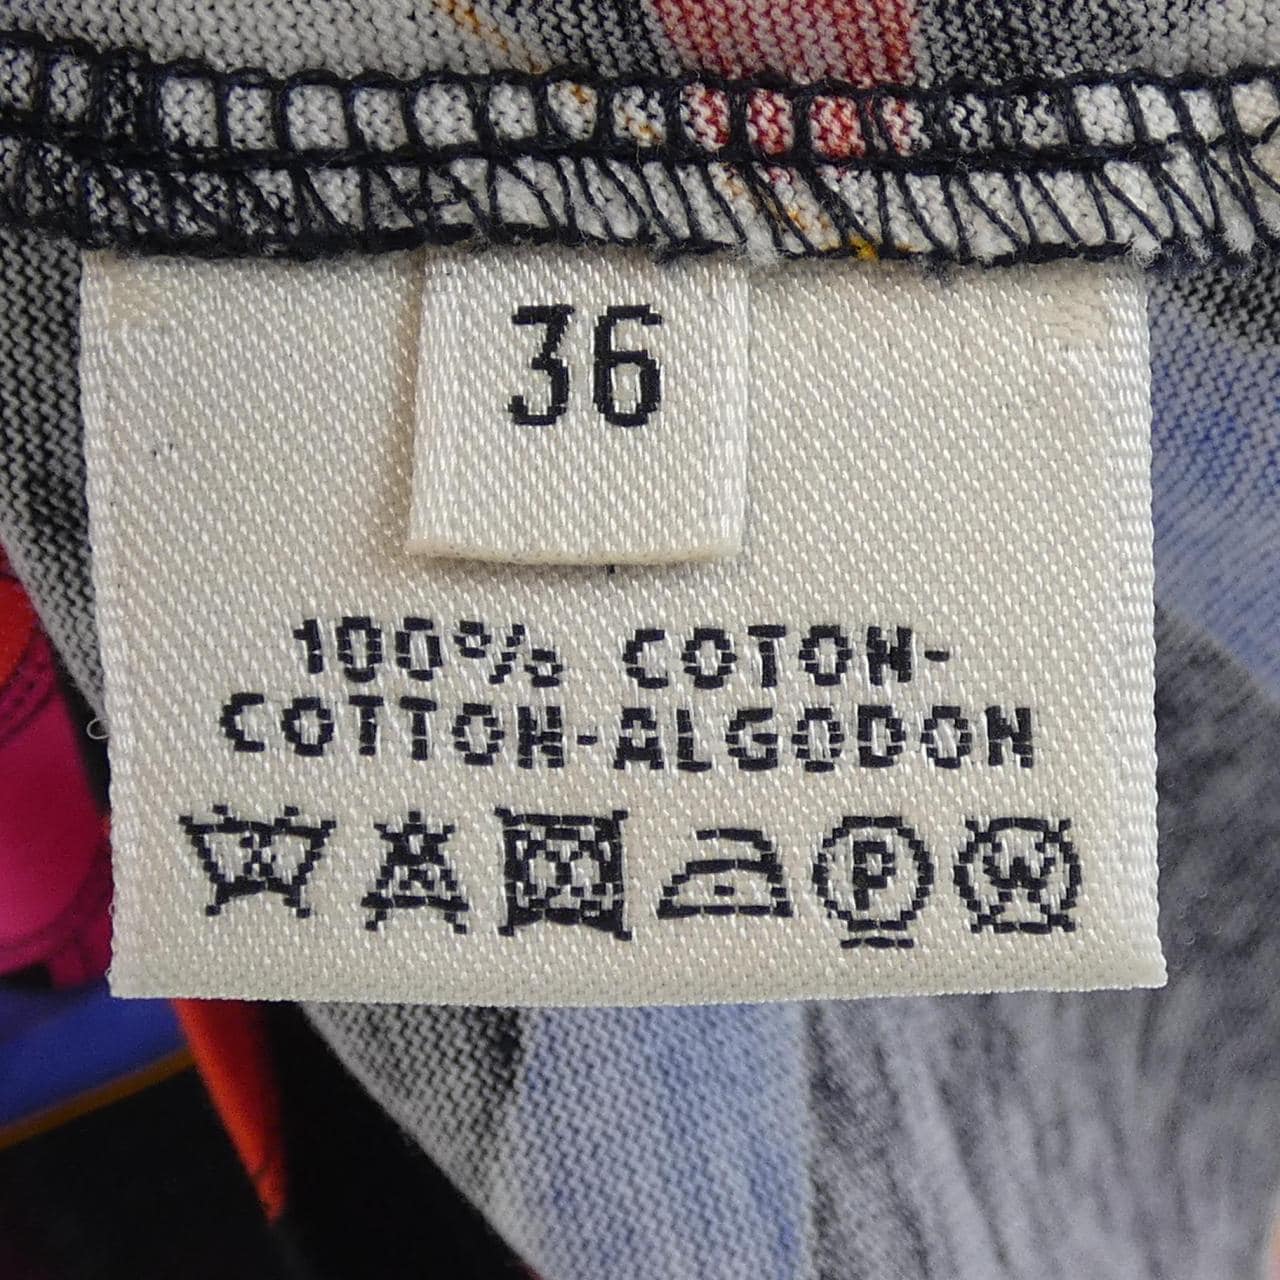 36
100% COTON-
COTTON-ALGODON
P W